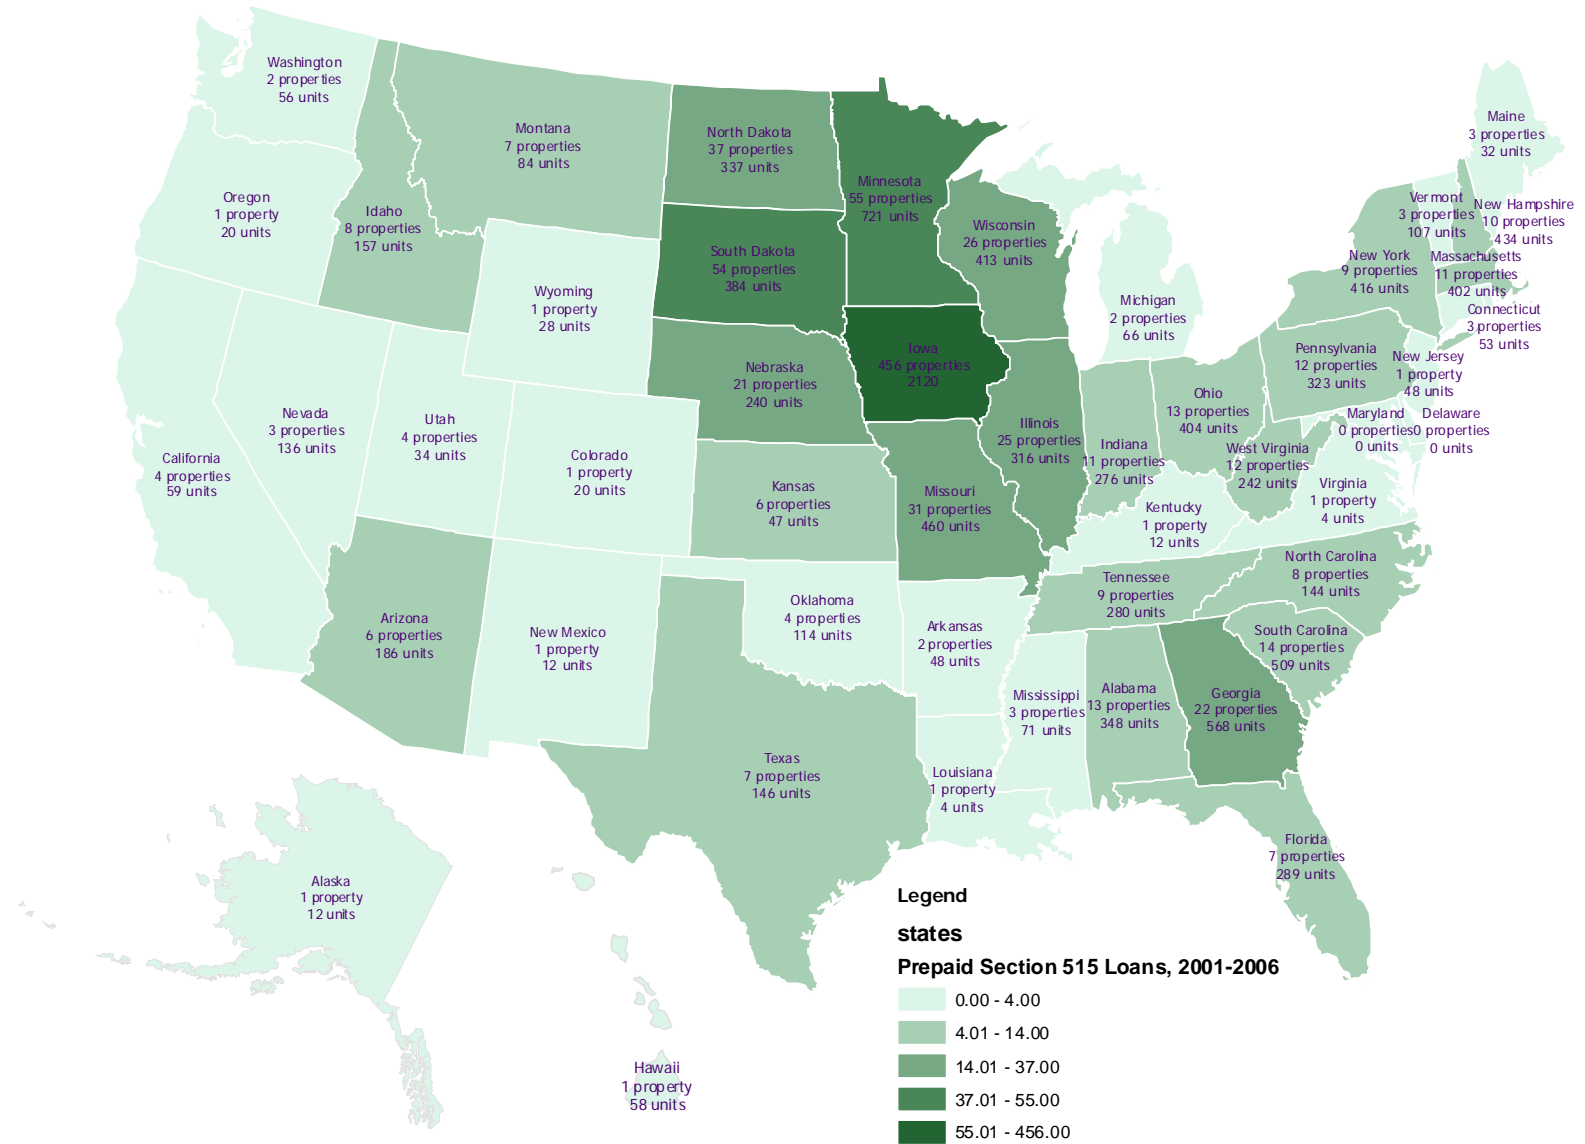 Washington
2 properties
56 units
Montana
7 properties
84 units
North Dakota
37 properties
337 units
Minnesota
55 properties
721 units
Maine
3 properties
32 units
Oregon
1 property
20 units
Idaho
8 properties
157 units
Vermont
3 properties
107 units
New Hampshire
10 properties
434 units
Wisconsin
26 properties
413 units
South Dakota
54 properties
384 units
New York
9 properties
416 units
Massachusetts
11 properties
402 units
Wyoming
1 property
28 units
Michigan
2 properties
66 units
Connecticut
3 properties
53 units
Iowa
456 properties
2120
Pennsylvania
12 properties
323 units
New Jersey
1 property
48 units
Nebraska
21 properties
240 units
Ohio
13 properties
404 units
Nevada
3 properties
136 units
Utah
4 properties
34 units
Maryland
0 properties
0 units
Delaware
0 properties
0 units
Illinois
25 properties
316 units
Indiana
11 properties
276 units
West Virginia
12 properties
242 units
California
4 properties
59 units
Colorado
1 property
20 units
Kansas
6 properties
47 units
Missouri
31 properties
460 units
Virginia
1 property
4 units
Kentucky
1 property
12 units
North Carolina
8 properties
144 units
Tennessee
9 properties
280 units
Oklahoma
4 properties
114 units
Arizona
6 properties
186 units
New Mexico
1 property
12 units
Arkansas
2 properties
48 units
South Carolina
14 properties
509 units
Mississippi
3 properties
71 units
Alabama
13 properties
348 units
Georgia
22 properties
568 units
Texas
7 properties
146 units
Louisiana
1 property
4 units
Florida
7 properties
289 units
Alaska
1 property
12 units
Hawaii
1 property
58 units
Legend
states
Prepaid Section 515 Loans, 2001-2006
0.00 - 4.00
4.01 - 14.00
14.01 - 37.00
37.01 - 55.00
55.01 - 456.00